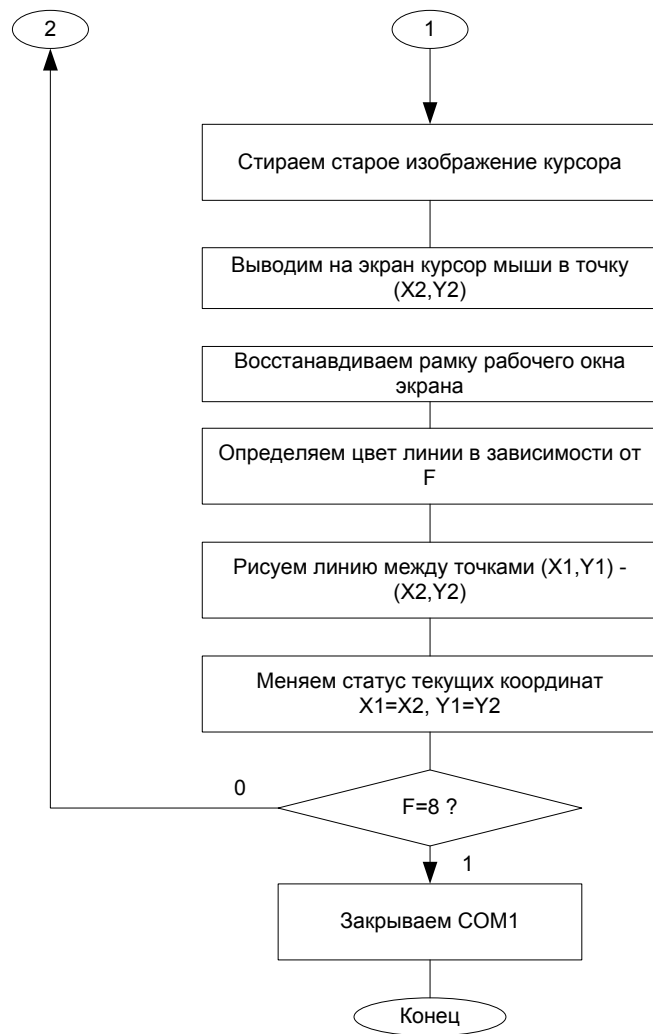 2
1
Стираем старое изображение курсора
Выводим на экран курсор мыши в точку
(X2,Y2)
Восстанавдиваем рамку рабочего окна
экрана
Определяем цвет линии в зависимости от
F
Рисуем линию между точками (X1,Y1) -
(X2,Y2)
Меняем статус текущих координат
X1=X2, Y1=Y2
0
F=8 ?
1
Закрываем COM1
Конец